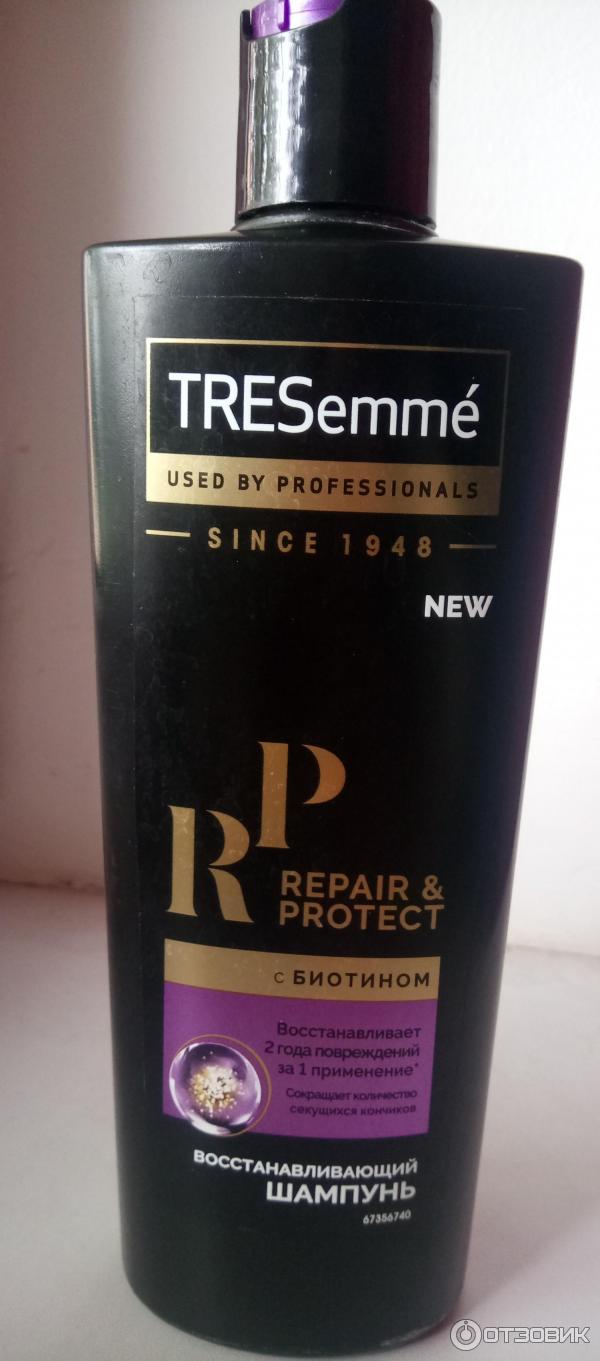 TRESemmé
USED BY PROFESSIONALS
SINCE 1948
NEW
RP
REPAIR &
PROTECT
с БИОТИНОМ
Восстанавливает
2 года повреждений
за 1 применение*
Сокращает количество
секущихся кончиков
ВОССТАНАВЛИВАЮЩИЙ
ШАМПУНЬ
67356740
ОТЗОВИК